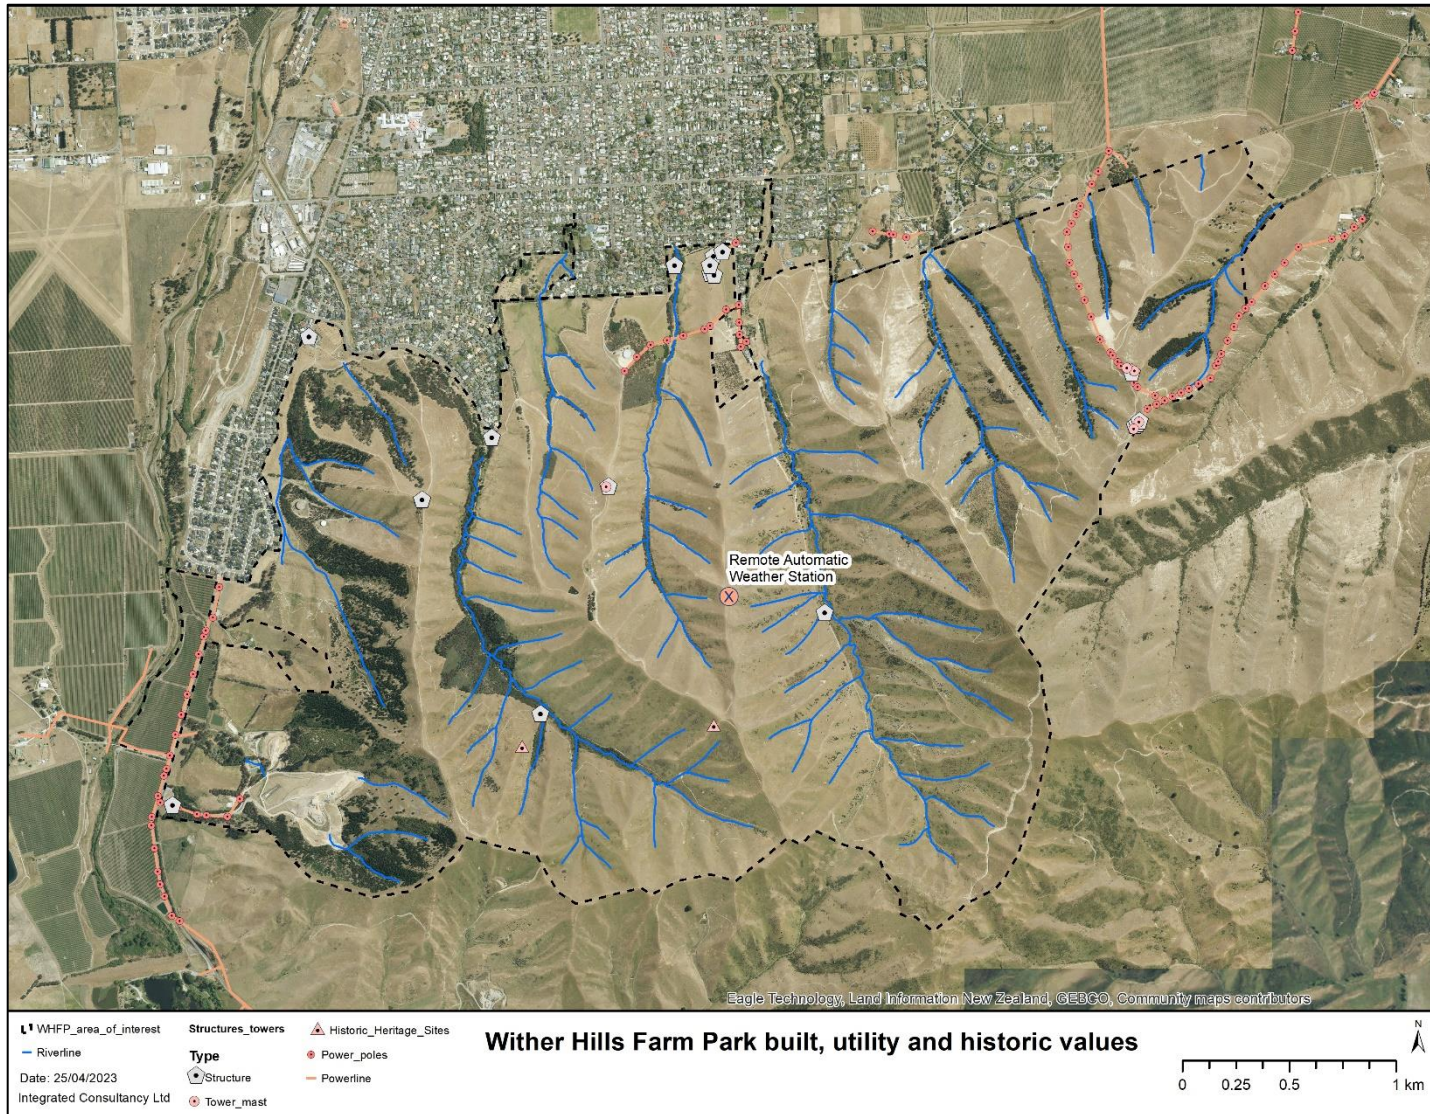 Remote Automatic
Weather Station
Eagle Technology, Land Information New Zealand, GEBCO, Community maps contributors
WHFP_area_of_interest
Riverline
Date: 25/04/2023
Integrated Consultancy Ltd
Structures_towers
Type
Structure
Tower_mast
Historic_Heritage_Sites
Power_poles
Powerline
Wither Hills Farm Park built, utility and historic values
N
0 0.25 0.5 1 km